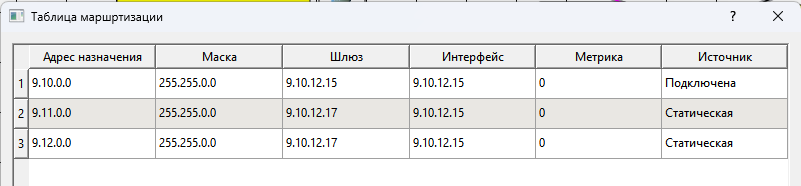 Таблица маршртизации
Адрес назначения Маска Шлюз Интерфейс Метрика Источник
1 9.10.0.0 255.255.0.0 9.10.12.15 9.10.12.15 0 Подключена
2 9.11.0.0 255.255.0.0 9.10.12.17 9.10.12.15 0 Статическая
3 9.12.0.0 255.255.0.0 9.10.12.17 9.10.12.15 0 Статическая